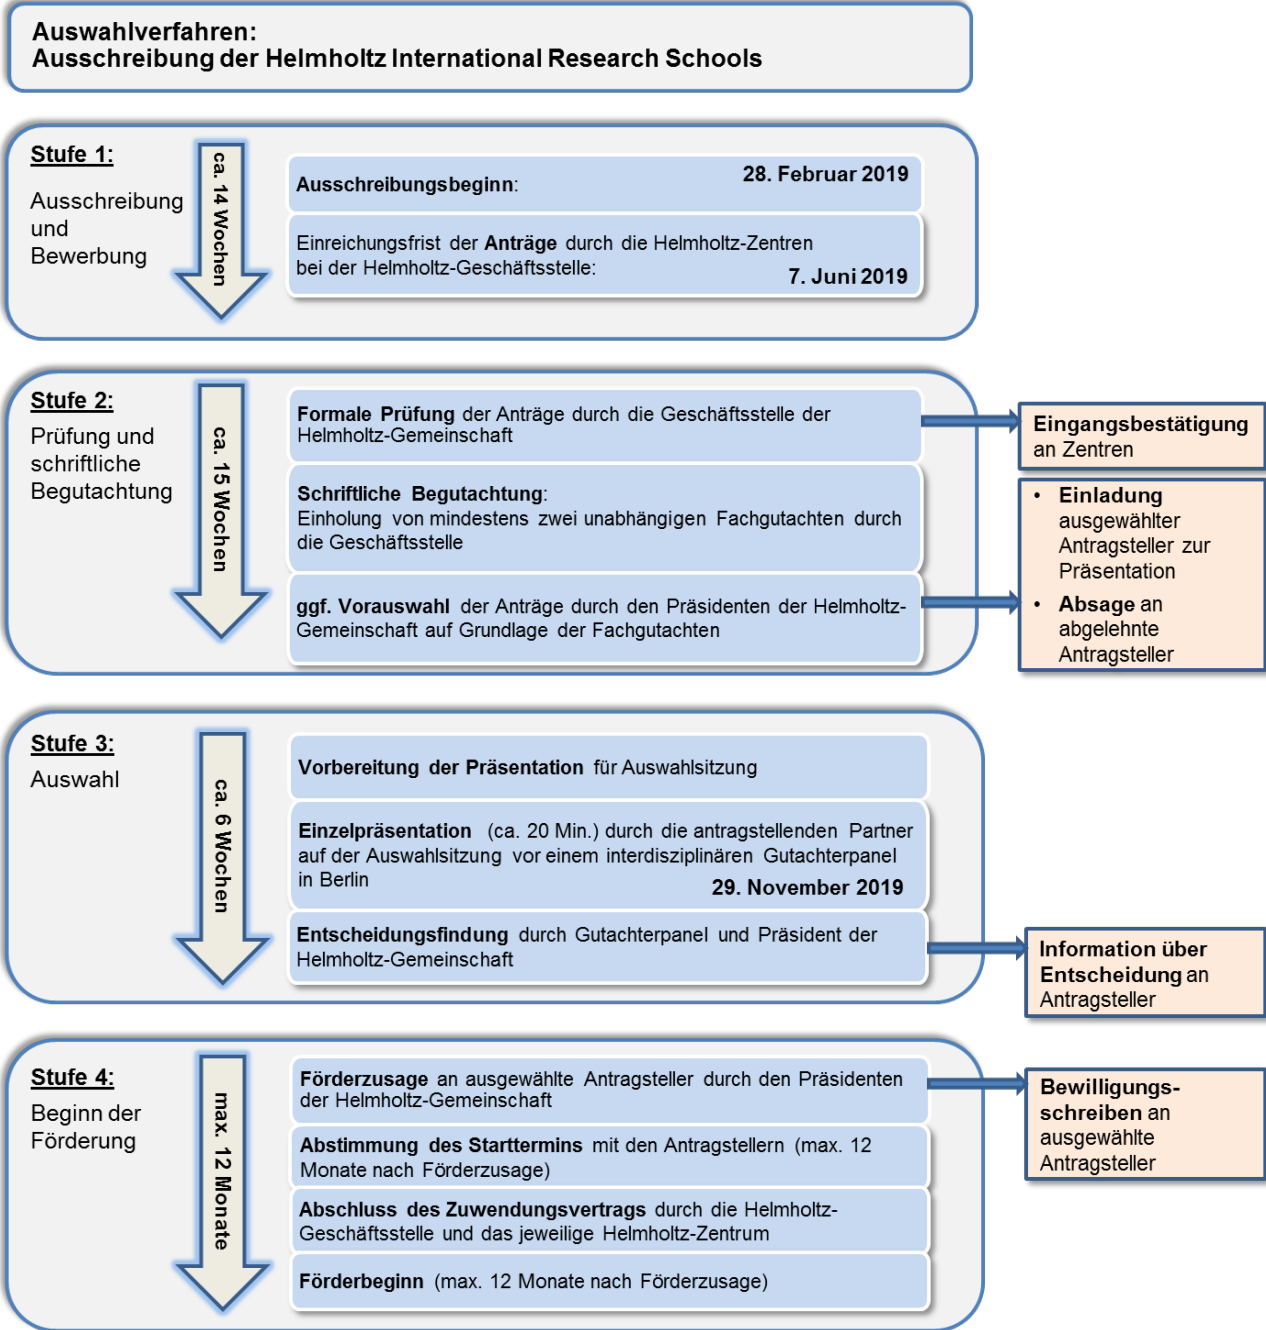 Auswahlverfahren:
Ausschreibung der Helmholtz International Research Schools
Stufe 1:
Ausschreibung
und
Bewerbung
ca. 14 Wochen
Ausschreibungsbeginn:
28. Februar 2019
Einreichungsfrist der Anträge durch die Helmholtz-Zentren
bei der Helmholtz-Geschäftsstelle:
7. Juni 2019
Stufe 2:
Prüfung und
schriftliche
Begutachtung
ca. 15 Wochen
Formale Prüfung der Anträge durch die Geschäftsstelle der
Helmholtz-Gemeinschaft
Eingangsbestätigung
an Zentren
Schriftliche Begutachtung:
Einholung von mindestens zwei unabhängigen Fachgutachten durch
die Geschäftsstelle
ggf. Vorauswahl der Anträge durch den Präsidenten der Helmholtz-
Gemeinschaft auf Grundlage der Fachgutachten
• Einladung
ausgewählter
Antragsteller zur
Präsentation
• Absage an
abgelehnte
Antragsteller
Stufe 3:
Auswahl
ca. 6 Wochen
Vorbereitung der Präsentation für Auswahlsitzung
Einzelpräsentation (ca. 20 Min.) durch die antragstellenden Partner
auf der Auswahlsitzung vor einem interdisziplinären Gutachterpanel
in Berlin
29. November 2019
Entscheidungsfindung durch Gutachterpanel und Präsident der
Helmholtz-Gemeinschaft
Information über
Entscheidung an
Antragsteller
Stufe 4:
Beginn der
Förderung
max. 12 Monate
Förderzusage an ausgewählte Antragsteller durch den Präsidenten
der Helmholtz-Gemeinschaft
Bewilligungs-
schreiben an
ausgewählte
Antragsteller
Abstimmung des Starttermins mit den Antragstellern (max. 12
Monate nach Förderzusage)
Abschluss des Zuwendungsvertrags durch die Helmholtz-
Geschäftsstelle und das jeweilige Helmholtz-Zentrum
Förderbeginn (max. 12 Monate nach Förderzusage)